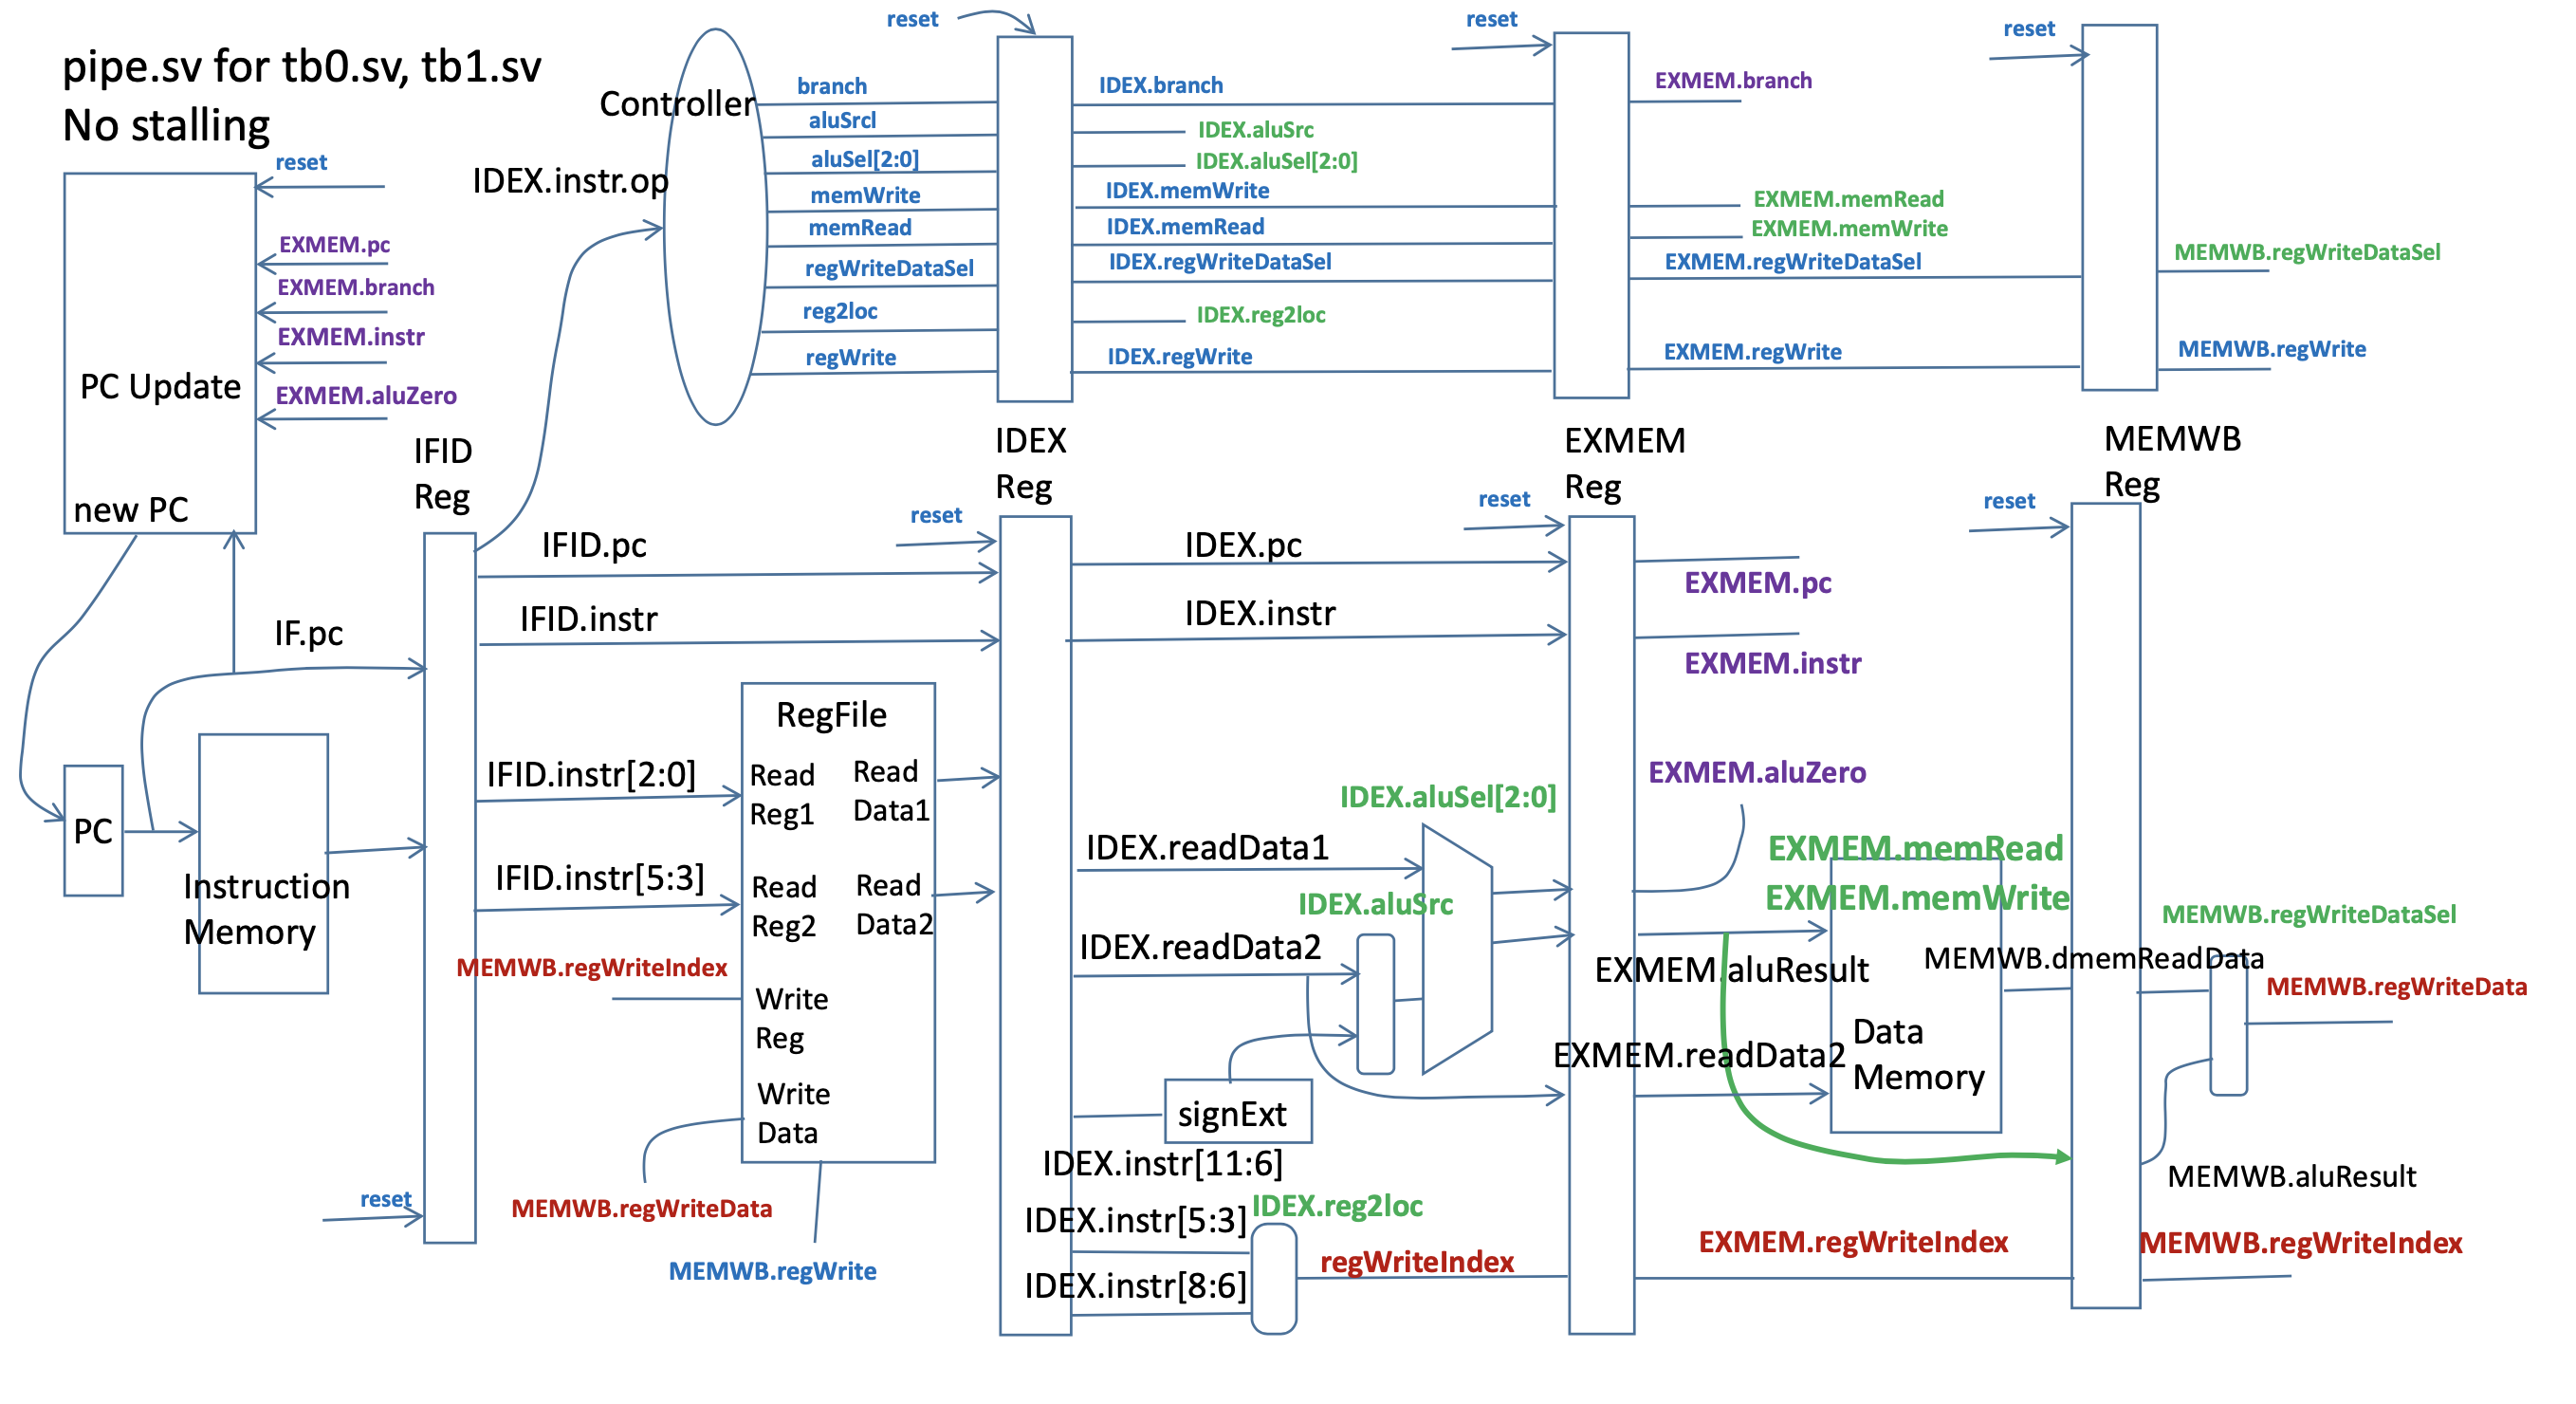 pipe.sv for tb0.sv, tb1.sv
No stalling
reset
EXMEM.pc
EXMEM.branch
EXMEM.instr
EXMEM.aluZero
PC Update
new PC
IF.pc
PC
Instruction
Memory
IFID
Reg
reset
Controller
IDEX.instr.op
branch
aluSrcl
aluSel[2:0]
memWrite
memRead
regWriteDataSel
reg2loc
regWrite
reset
IDEX.branch
IDEX.aluSrc
IDEX.aluSel[2:0]
IDEX.memWrite
IDEX.memRead
IDEX.regWriteDataSel
IDEX.reg2loc
IDEX.regWrite
reset
EXMEM.branch
EXMEM.memRead
EXMEM.memWrite
EXMEM.regWriteDataSel
EXMEM.regWrite
reset
MEMWB.regWriteDataSel
MEMWB.regWrite
IDEX
Reg
EXMEM
Reg
MEMWB
Reg
IFID.pc
IFID.instr
reset
IDEX.pc
IDEX.instr
reset
EXMEM.pc
EXMEM.instr
reset
IFID.instr[2:0]
IFID.instr[5:3]
MEMWB.regWriteIndex
RegFile
Read
Reg1
Read
Data1
Read
Reg2
Read
Data2
Write
Reg
Write
Data
MEMWB.regWriteData
MEMWB.regWrite
IDEX.aluSel[2:0]
IDEX.readData1
IDEX.aluSrc
IDEX.readData2
signExt
IDEX.instr[11:6]
IDEX.instr[5:3]
IDEX.reg2loc
IDEX.instr[8:6]
regWriteIndex
EXMEM.aluZero
EXMEM.memRead
EXMEM.memWrite
EXMEM.aluResult
EXMEM.readData2
Data
Memory
EXMEM.regWriteIndex
MEMWB.regWriteDataSel
MEMWB.dmemReadData
MEMWB.regWriteData
MEMWB.aluResult
MEMWB.regWriteIndex